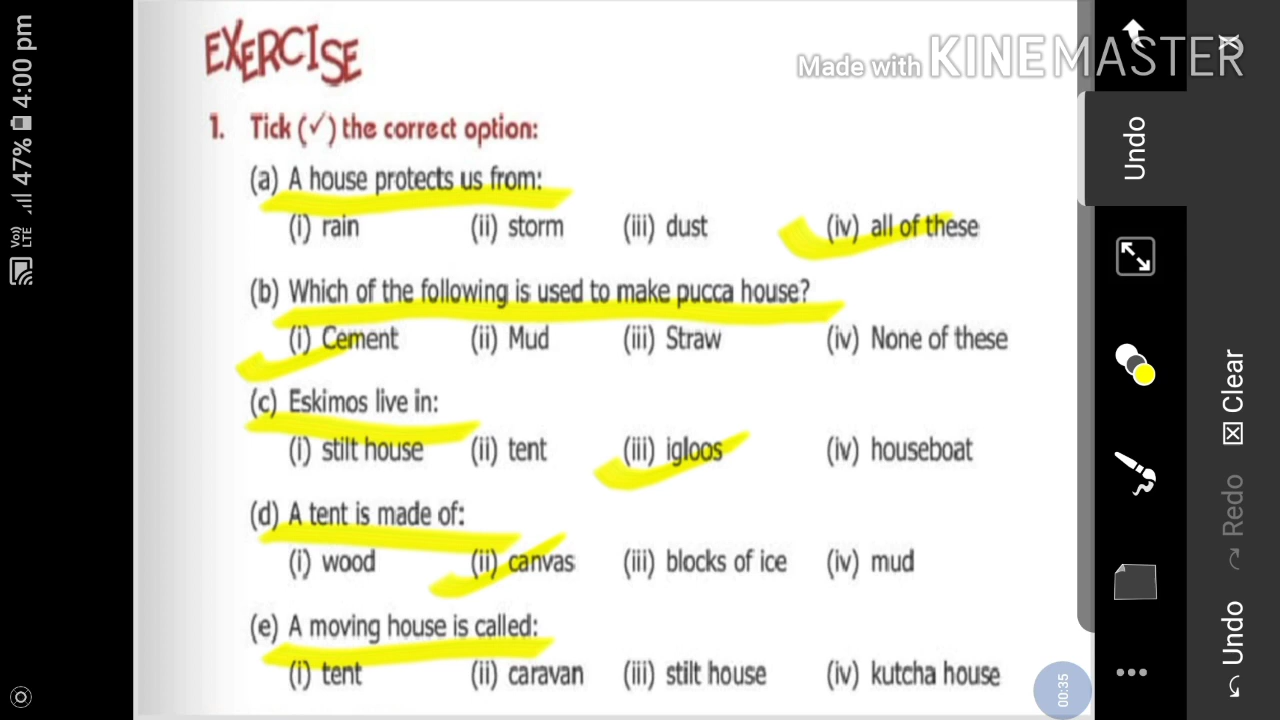 EXERCISE
Made with KINEMASTER
1. Tick (✓) the correct option:
(a) A house protects us from:
(i) rain (ii) storm (iii) dust (iv) all of these
(b) Which of the following is used to make pucca house?
(i) Cement (ii) Mud (iii) Straw (iv) None of these
(c) Eskimos live in:
(i) stilt house (ii) tent (iii) igloos (iv) houseboat
(d) A tent is made of:
(i) wood (ii) canvas (iii) blocks of ice (iv) mud
(e) A moving house is called:
(i) tent (ii) caravan (iii) stilt house (iv) kutcha house
00:35
Vo)) LTE 47% 4:00 pm
Undo
Undo Redo Clear